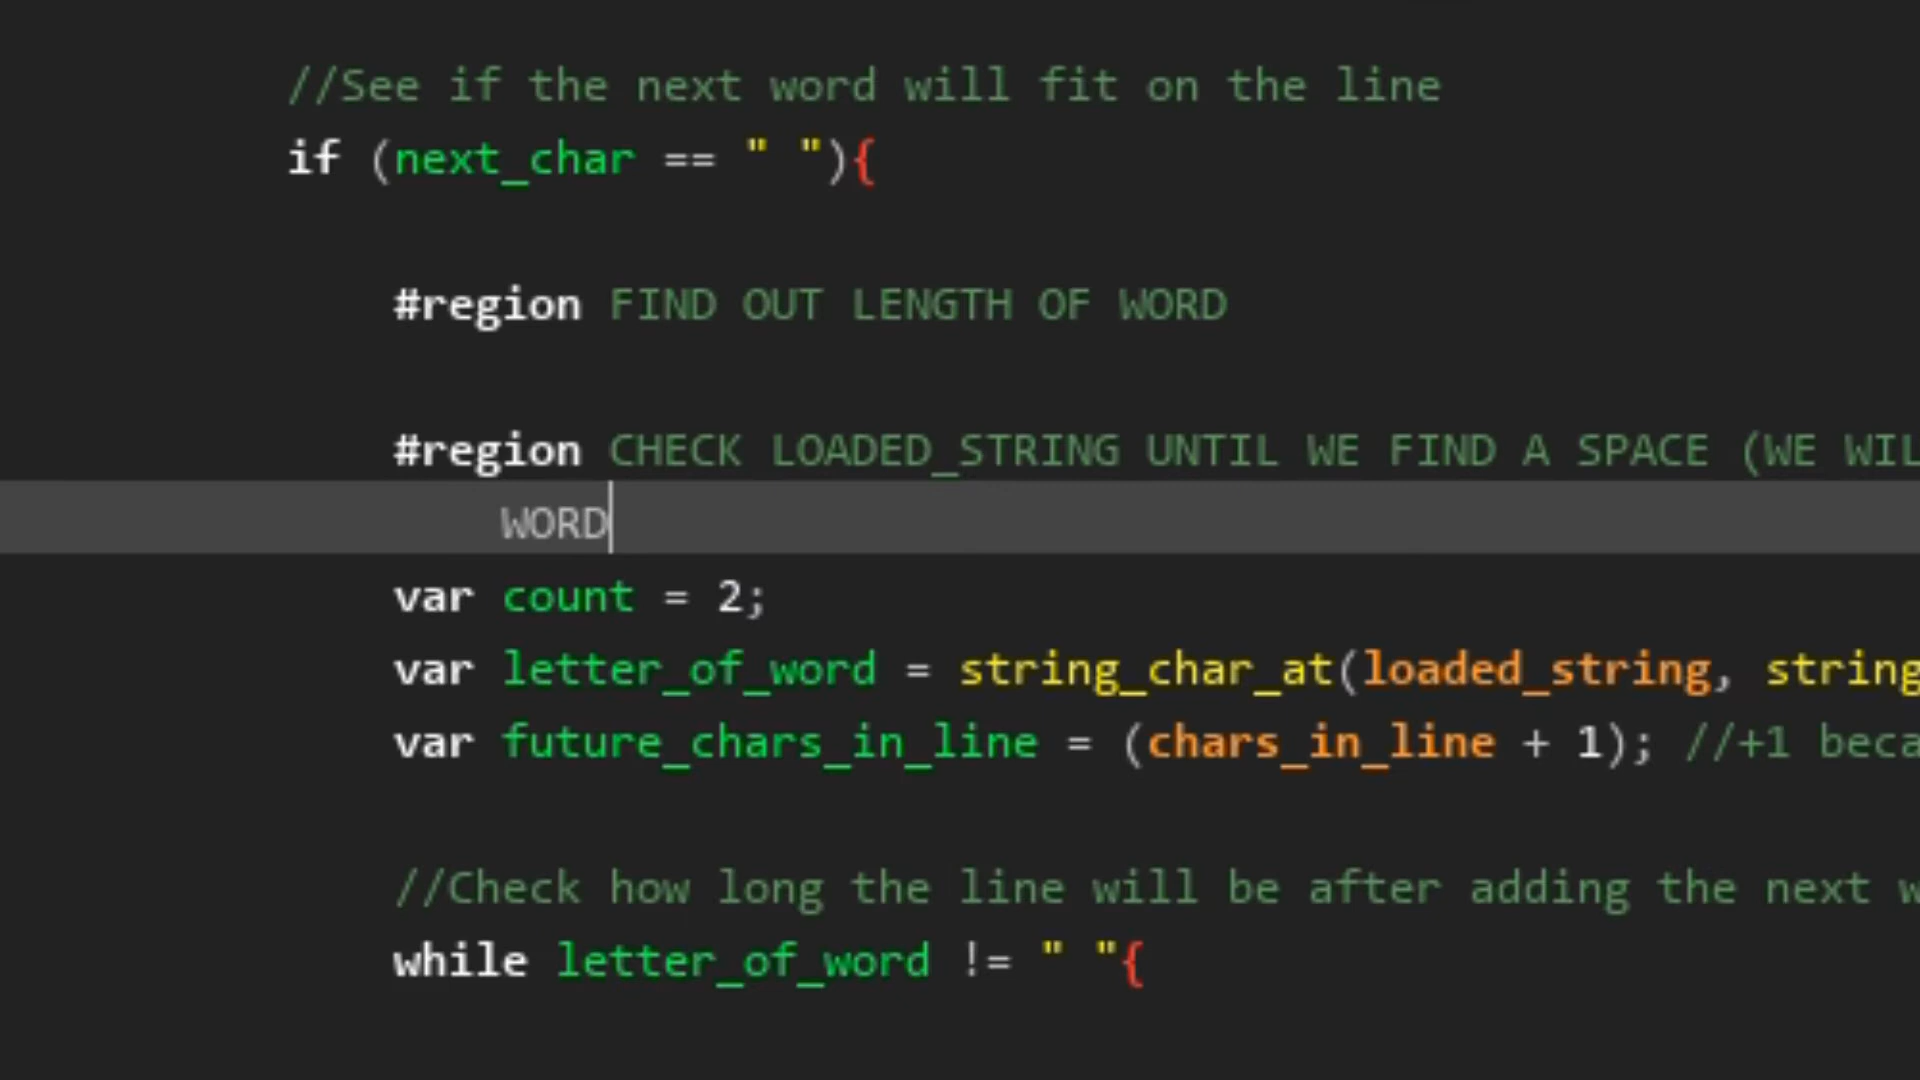 //See if the next word will fit on the line
if (next_char == " "){
#region FIND OUT LENGTH OF WORD
#region CHECK LOADED_STRING UNTIL WE FIND A SPACE (WE WIL
WORD
var count = 2;
var letter_of_word = string_char_at(loaded_string, string
var future_chars_in_line = (chars_in_line + 1); //+1 beca
//Check how long the line will be after adding the next w
while letter_of_word != " "{